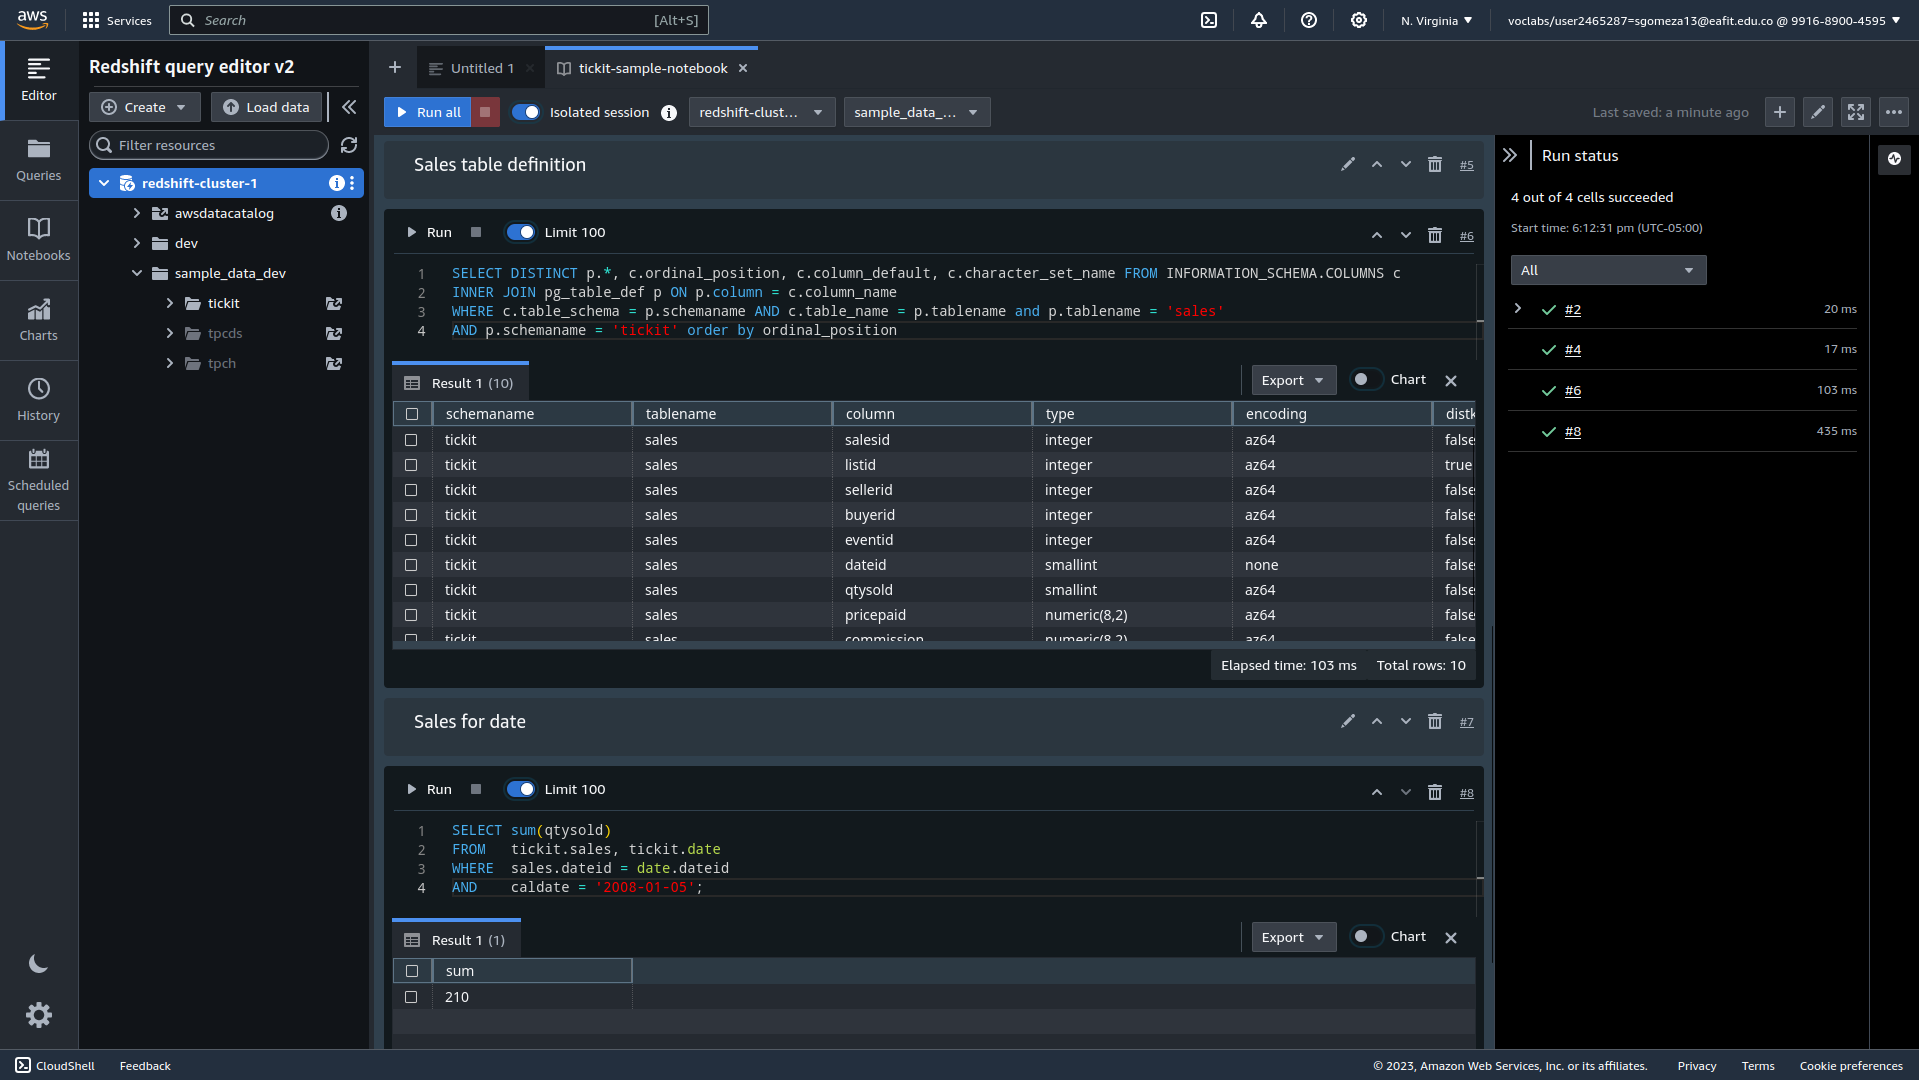 aws
Services
Search
[Alt+S]
N. Virginia
voclabs/user2465287=sgomeza13@eafit.edu.co @ 9916-8900-4595
Editor
Queries
Notebooks
Charts
History
Scheduled
queries
Redshift query editor v2
Create
Load data
Filter resources
redshift-cluster-1
awsdatacatalog
dev
sample_data_dev
tickit
tpcds
tpch
Untitled 1
tickit-sample-notebook
Run all
Isolated session
redshift-clust...
sample_data_...
Last saved: a minute ago
Sales table definition
#5
Run
Limit 100
#6
1 SELECT DISTINCT p.*, c.ordinal_position, c.column_default, c.character_set_name FROM INFORMATION_SCHEMA.COLUMNS c
2 INNER JOIN pg_table_def p ON p.column = c.column_name
3 WHERE c.table_schema = p.schemaname AND c.table_name = p.tablename and p.tablename = 'sales'
4 AND p.schemaname = 'tickit' order by ordinal_position
Result 1 (10)
Export
Chart
schemaname tablename column type encoding distk
tickit sales salesid integer az64 false
tickit sales listid integer az64 true
tickit sales sellerid integer az64 false
tickit sales buyerid integer az64 false
tickit sales eventid integer az64 false
tickit sales dateid smallint none false
tickit sales qtysold smallint az64 false
tickit sales pricepaid numeric(8,2) az64 false
tickit sales commission numeric(8,2) az64 false
Elapsed time: 103 ms Total rows: 10
Sales for date
#7
Run
Limit 100
#8
1 SELECT sum(qtysold)
2 FROM tickit.sales, tickit.date
3 WHERE sales.dateid = date.dateid
4 AND caldate = '2008-01-05';
Result 1 (1)
Export
Chart
sum
210
Run status
4 out of 4 cells succeeded
Start time: 6:12:31 pm (UTC-05:00)
All
#2 20 ms
#4 17 ms
#6 103 ms
#8 435 ms
CloudShell
Feedback
© 2023, Amazon Web Services, Inc. or its affiliates.
Privacy
Terms
Cookie preferences